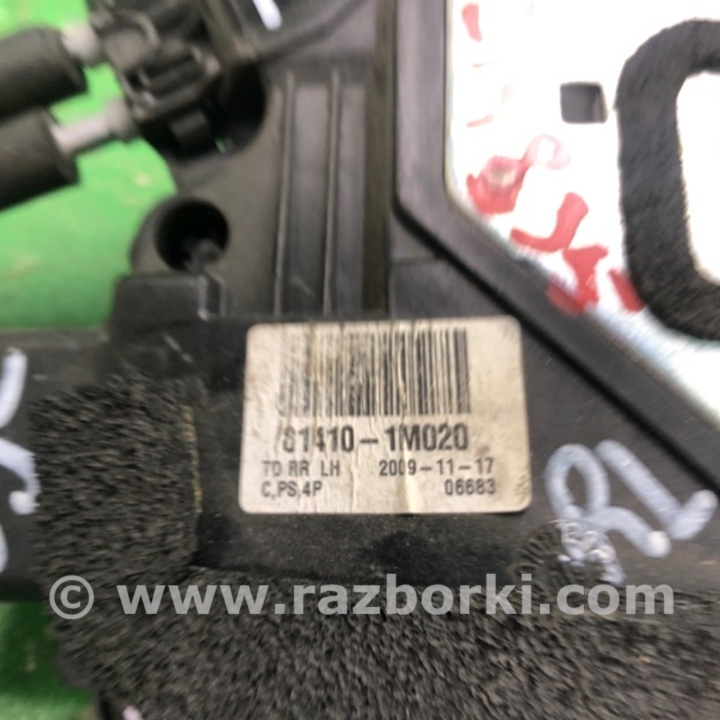 81410-1M020
TD RR LH 2009-11-17
C,PS,4P 06683
RL
© www.razborki.com